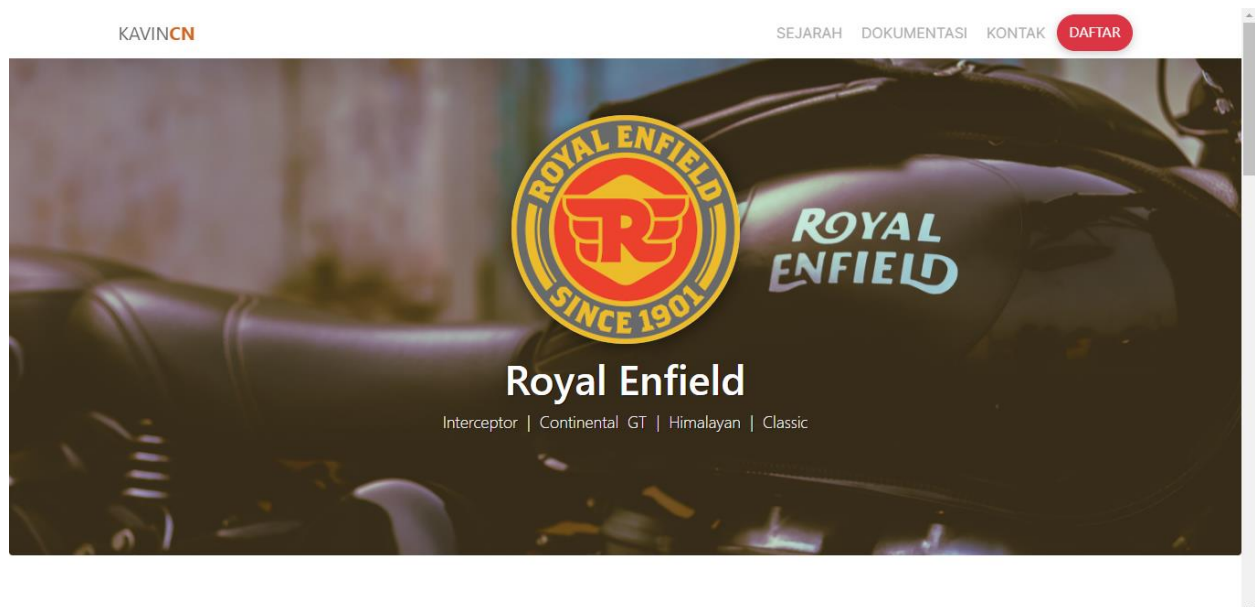 KAVINCN
SEJARAH DOKUMENTASI KONTAK DAFTAR
ROYAL ENFIELD
R
SINCE 1901
ROYAL
ENFIELD
Royal Enfield
Interceptor | Continental GT | Himalayan | Classic